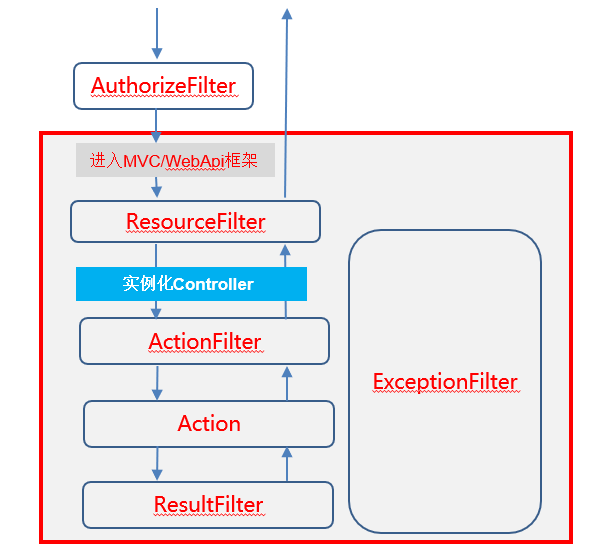 AuthorizeFilter
进入MVC/WebApi框架
ResourceFilter
实例化Controller
ActionFilter
ExceptionFilter
Action
ResultFilter